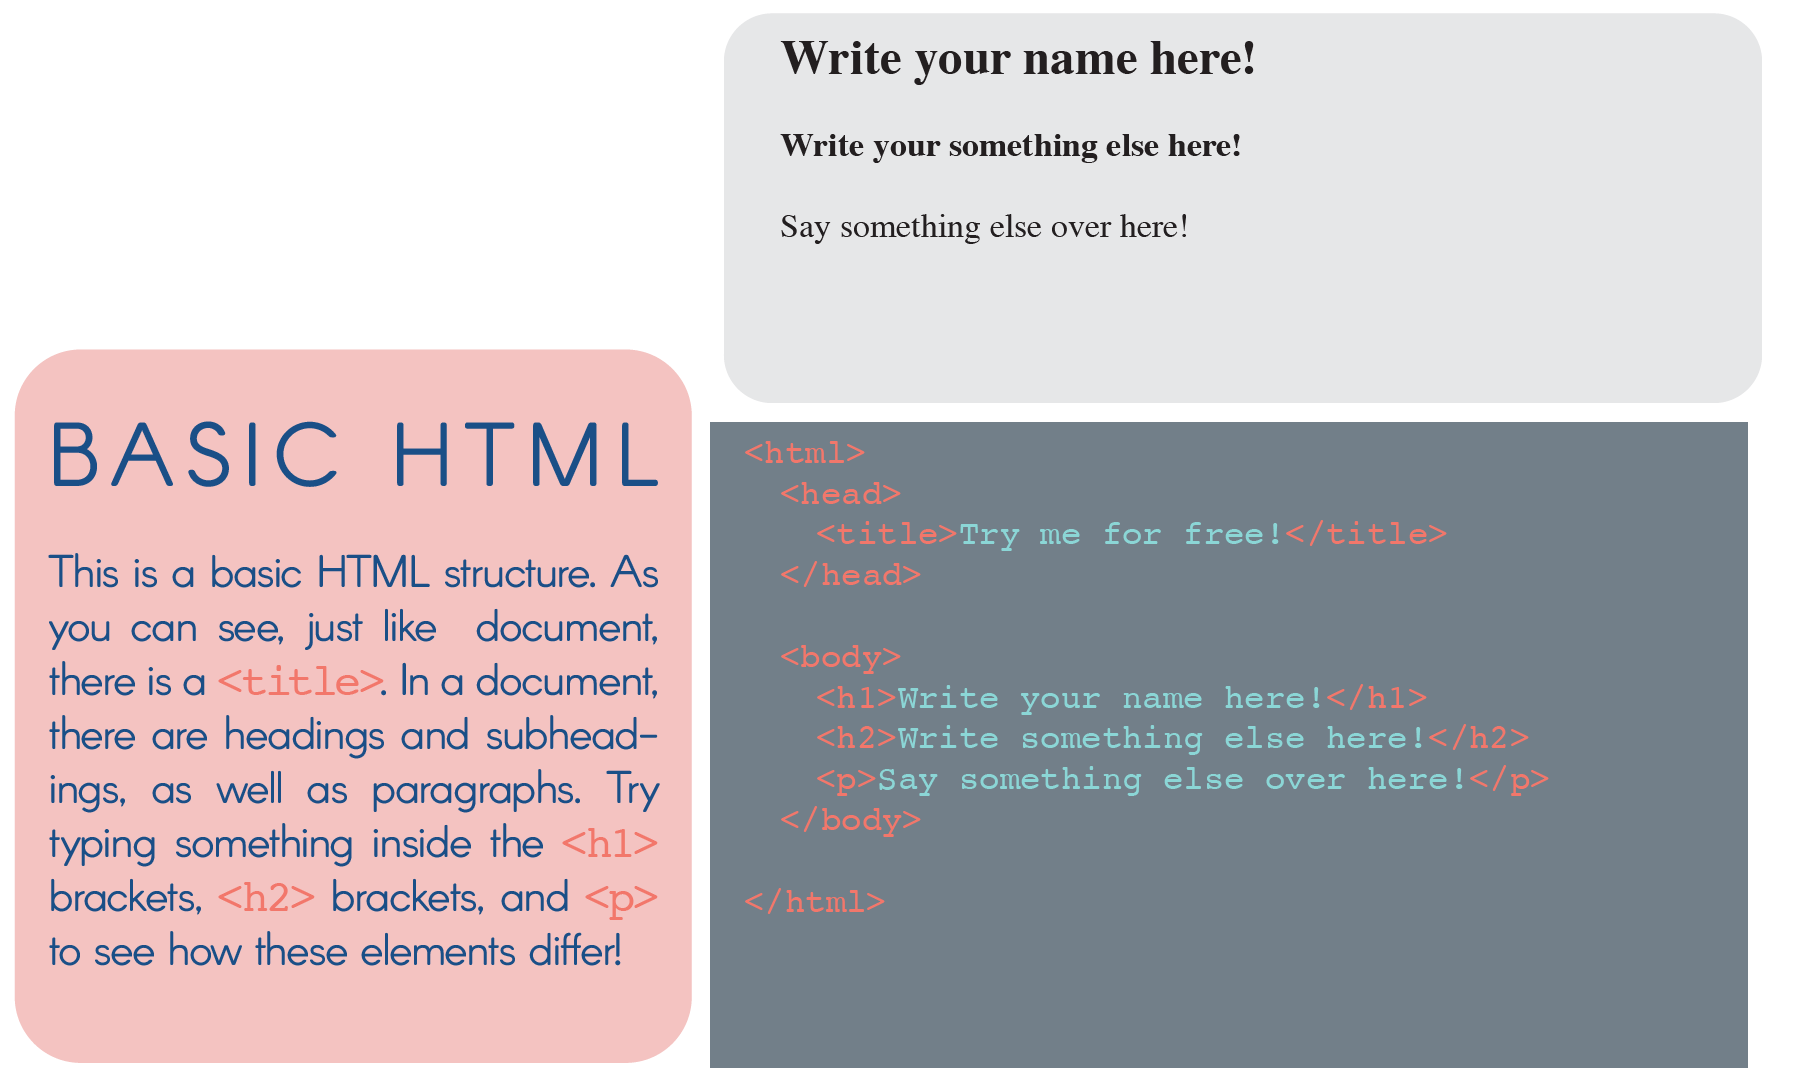 Write your name here!
Write your something else here!
Say something else over here!
BASIC HTML
This is a basic HTML structure. As
you can see, just like document,
there is a <title>. In a document,
there are headings and subhead-
ings, as well as paragraphs. Try
typing something inside the <h1>
brackets, <h2> brackets, and <p>
to see how these elements differ!
<html>
<head>
<title>Try me for free!</title>
</head>
<body>
<h1>Write your name here!</h1>
<h2>Write something else here!</h2>
<p>Say something else over here!</p>
</body>
</html>